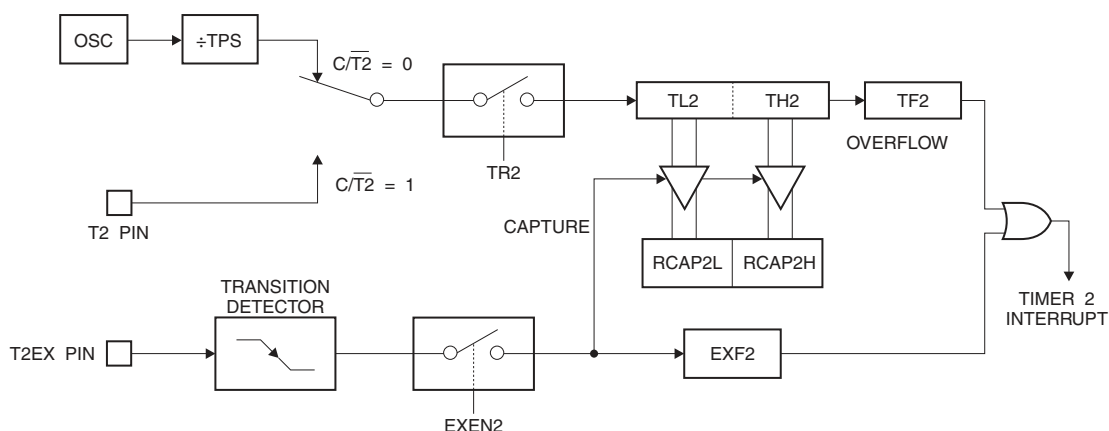 OSC
÷TPS
C/T2 = 0
TL2
TH2
TF2
OVERFLOW
TR2
C/T2 = 1
T2 PIN
CAPTURE
RCAP2L
RCAP2H
TRANSITION
DETECTOR
TIMER 2
INTERRUPT
T2EX PIN
EXF2
EXEN2